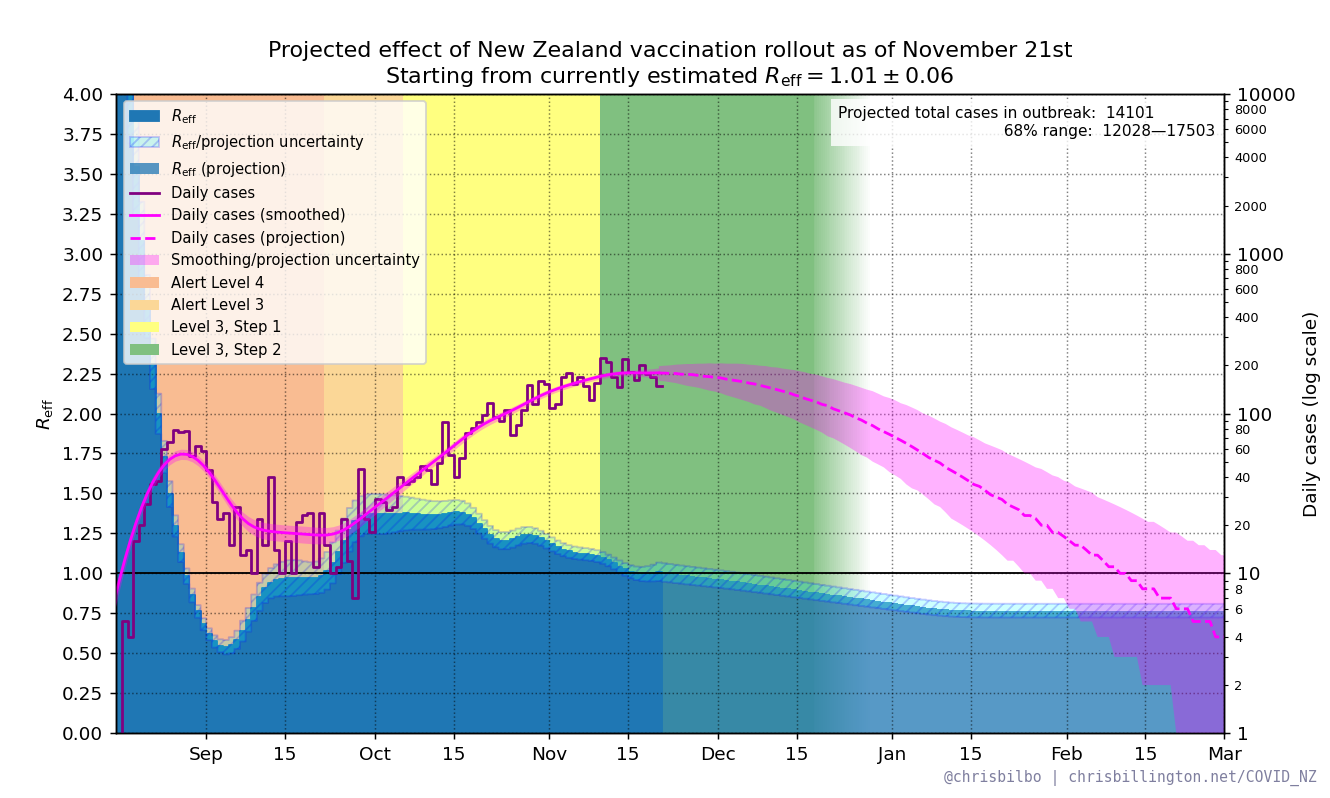 Projected effect of New Zealand vaccination rollout as of November 21st
Starting from currently estimated R_eff = 1.01 ± 0.06
4.00
3.75
3.50
3.25
3.00
2.75
2.50
2.25
2.00
1.75
1.50
1.25
1.00
0.75
0.50
0.25
0.00
R_eff
R_eff
R_eff/projection uncertainty
R_eff (projection)
Daily cases
Daily cases (smoothed)
Daily cases (projection)
Smoothing/projection uncertainty
Alert Level 4
Alert Level 3
Level 3, Step 1
Level 3, Step 2
Projected total cases in outbreak: 14101
68% range: 12028—17503
10000
8000
6000
4000
2000
1000
800
600
400
200
100
80
60
40
20
10
8
6
4
2
1
Daily cases (log scale)
Sep 15 Oct 15 Nov 15 Dec 15 Jan 15 Feb 15 Mar
@chrisbilbo | chrisbillington.net/COVID_NZ